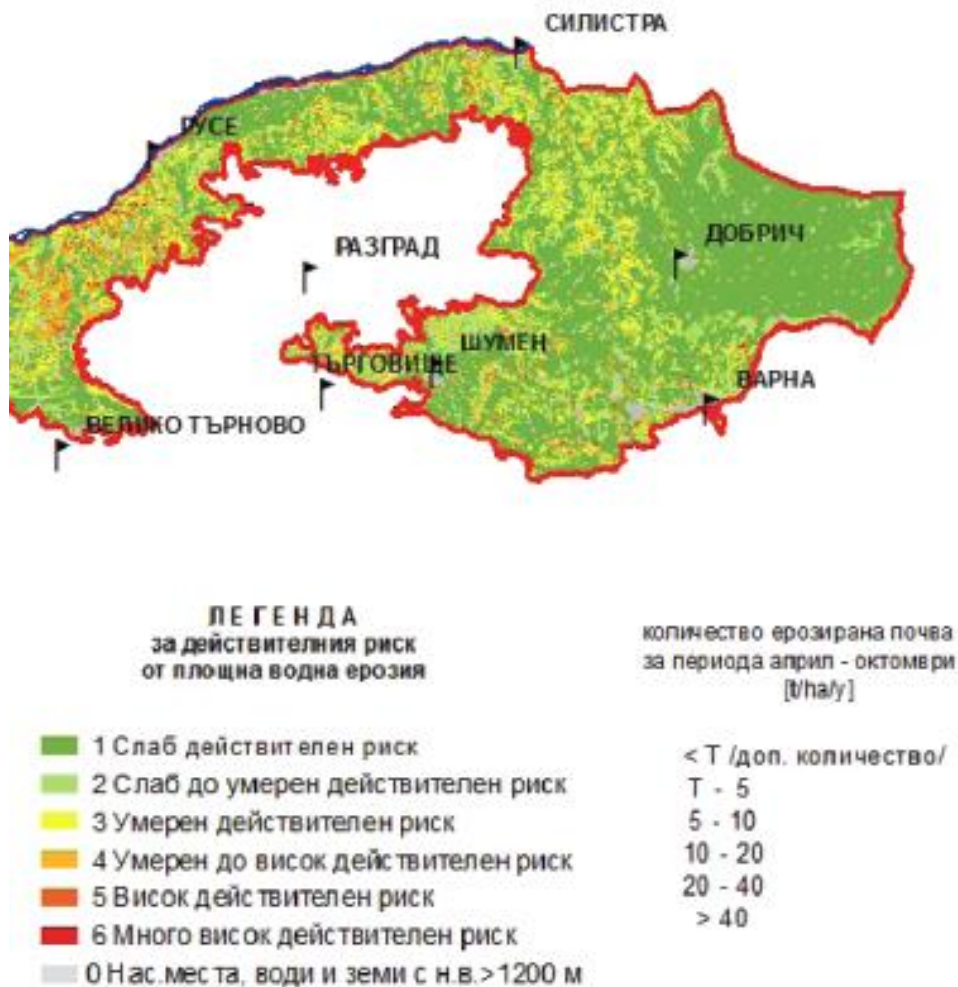 СИЛИСТРА
РУСЕ
ДОБРИЧ
РАЗГРАД
ШУМЕН
ТЪРГОВИЩЕ
ВАРНА
ВЕЛИКО ТЪРНОВО
ЛЕГЕНДА
за действителния риск
от площна водна ерозия
количество ерозирана почва
за периода април - октомври
[t/ha/y]
1 Слаб действителен риск
< T /доп. количество/
2 Слаб до умерен действителен риск
T - 5
3 Умерен действителен риск
5 - 10
4 Умерен до висок действителен риск
10 - 20
5 Висок действителен риск
20 - 40
6 Много висок действителен риск
> 40
0 Нас.места, води и земи с н.в.>1200 м